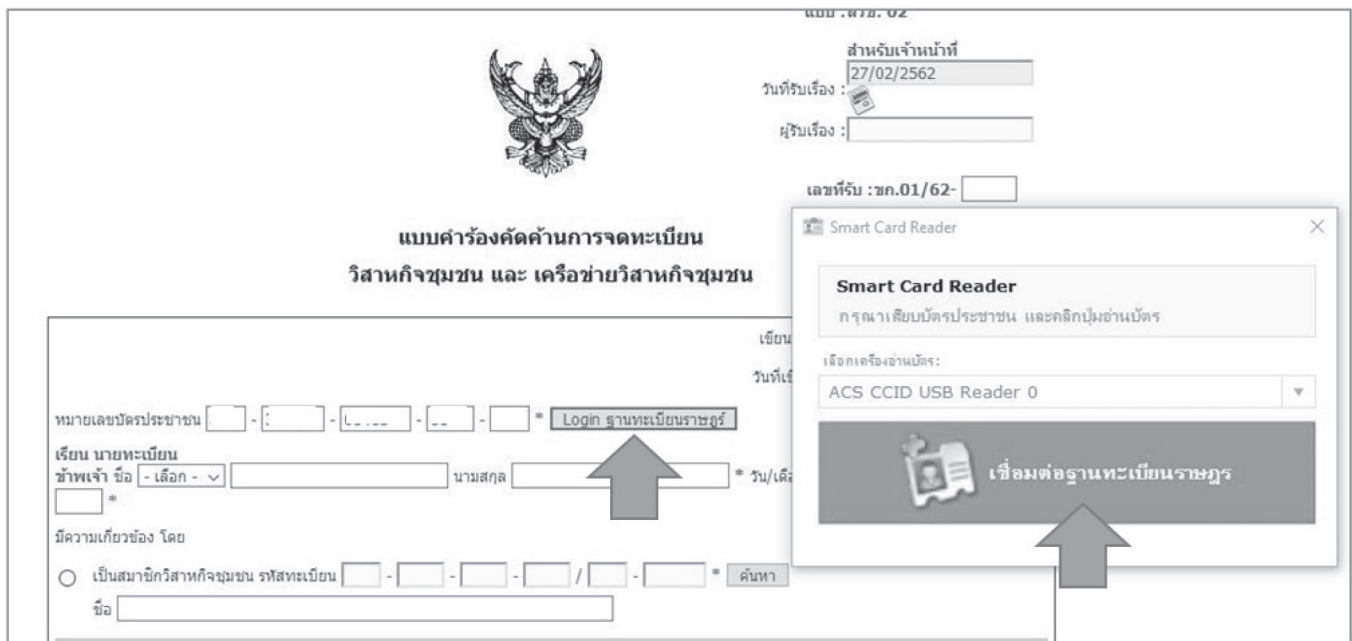 แบบ :สวช. 02
สำหรับเจ้าหน้าที่
27/02/2562
วันที่รับเรื่อง :
ผู้รับเรื่อง :
เลขที่รับ :ขก.01/62-
แบบคำร้องคัดค้านการจดทะเบียน
วิสาหกิจชุมชน และ เครือข่ายวิสาหกิจชุมชน
Smart Card Reader
Smart Card Reader
กรุณาเสียบบัตรประชาชน และคลิกปุ่มอ่านบัตร
เลือกเครื่องอ่านบัตร:
ACS CCID USB Reader 0
เชื่อมต่อฐานทะเบียนราษฎร
เขียน
วันที่เขี
หมายเลขบัตรประชาชน - - - - * Login ฐานทะเบียนราษฎร์
เรียน นายทะเบียน
ข้าพเจ้า ชื่อ - เลือก - นามสกุล * วัน/เดือ
*
มีความเกี่ยวข้อง โดย
เป็นสมาชิกวิสาหกิจชุมชน รหัสทะเบียน - - - / - * ค้นหา
ชื่อ